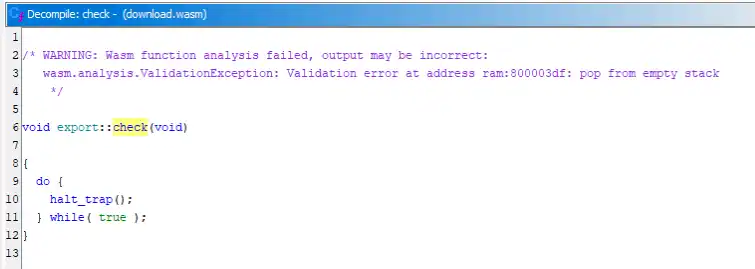 Decompile: check - (download.wasm)
1
2 /* WARNING: Wasm function analysis failed, output may be incorrect:
3    wasm.analysis.ValidationException: Validation error at address ram:800003df: pop from empty stack
4     */
5
6 void export::check(void)
7
8 {
9   do {
10     halt_trap();
11   } while( true );
12 }
13